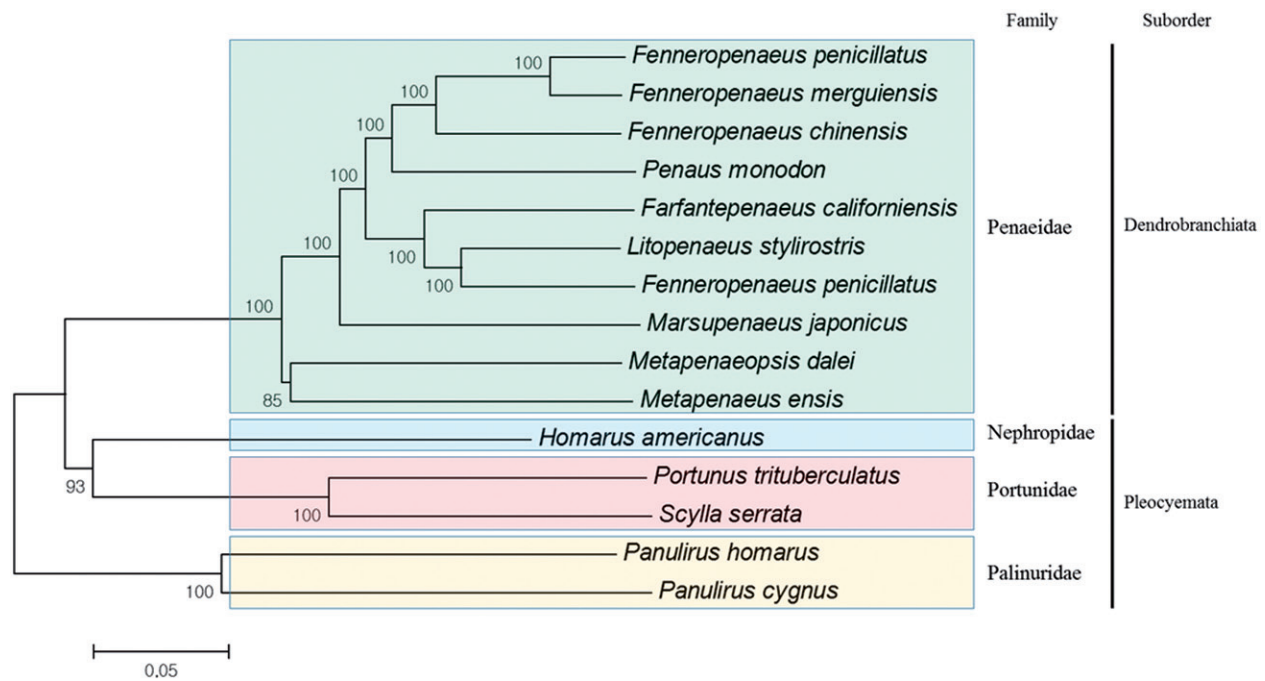 Family Suborder
100 Fenneropenaeus penicillatus
100 Fenneropenaeus merguiensis
100 Fenneropenaeus chinensis
100 Penaus monodon
100 Farfantepenaeus californiensis
Penaeidae Dendrobranchiata
100 100 Litopenaeus stylirostris
100 Fenneropenaeus penicillatus
100 Marsupenaeus japonicus
Metapenaeopsis dalei
85 Metapenaeus ensis
Homarus americanus Nephropidae
93 Portunus trituberculatus
Portunidae Pleocyemata
100 Scylla serrata
Panulirus homarus
Palinuridae
100 Panulirus cygnus
0.05